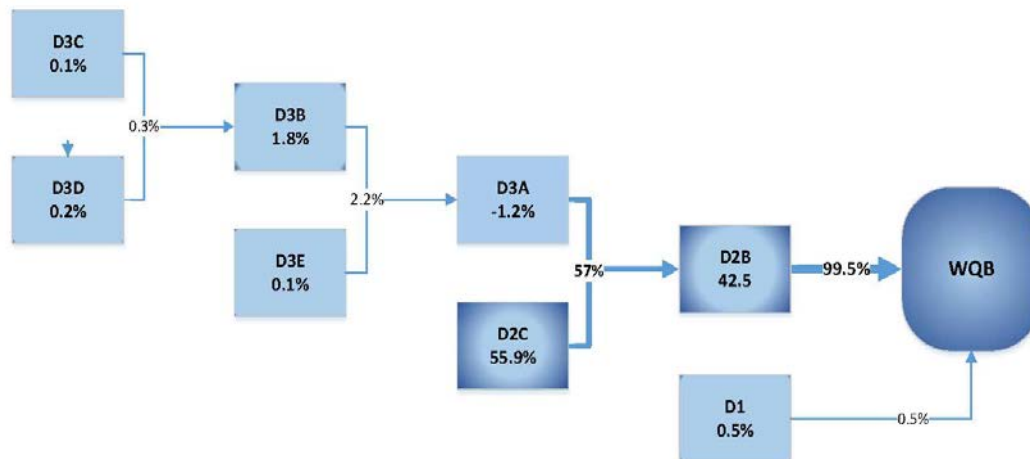 D3C
0.1%
0.3%
D3D
0.2%
D3B
1.8%
2.2%
D3E
0.1%
D3A
-1.2%
57%
D2C
55.9%
D2B
42.5
99.5%
WQB
D1
0.5%
0.5%